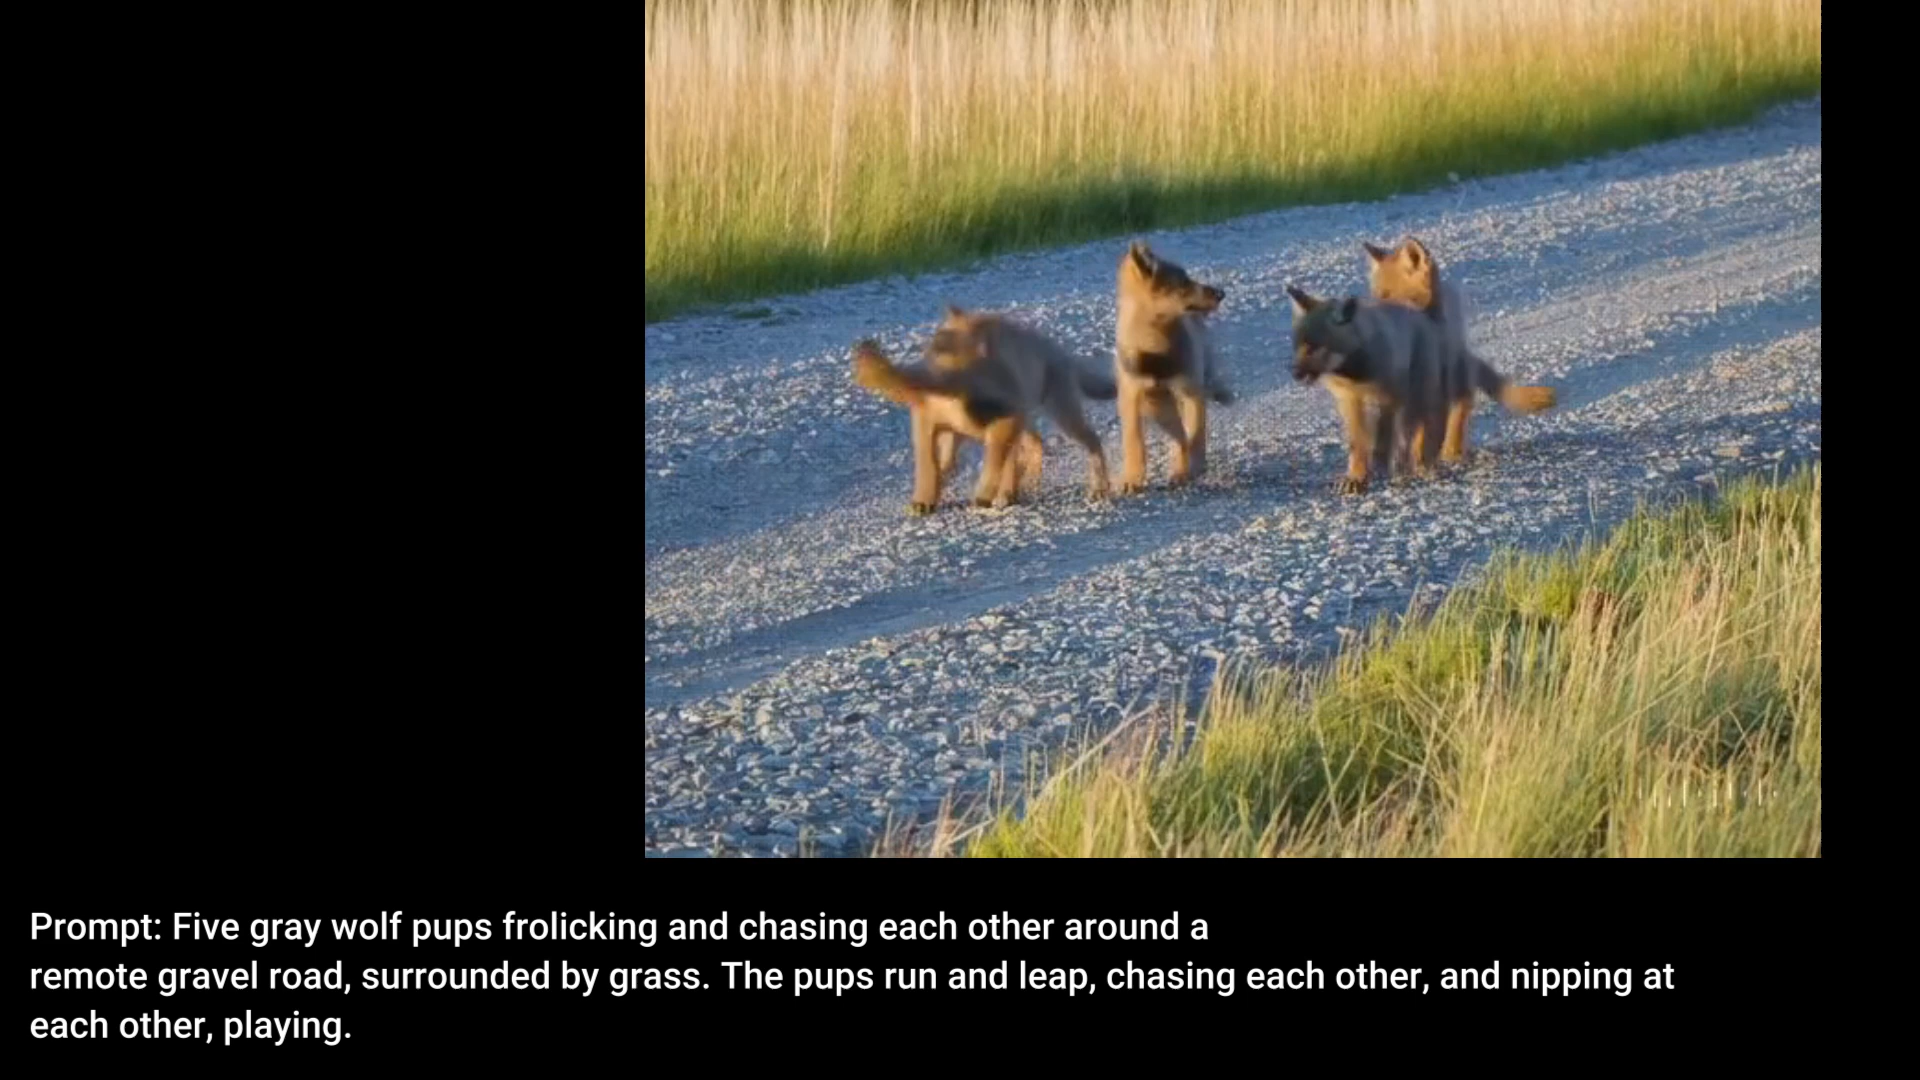 Prompt: Five gray wolf pups frolicking and chasing each other around a
remote gravel road, surrounded by grass. The pups run and leap, chasing each other, and nipping at
each other, playing.